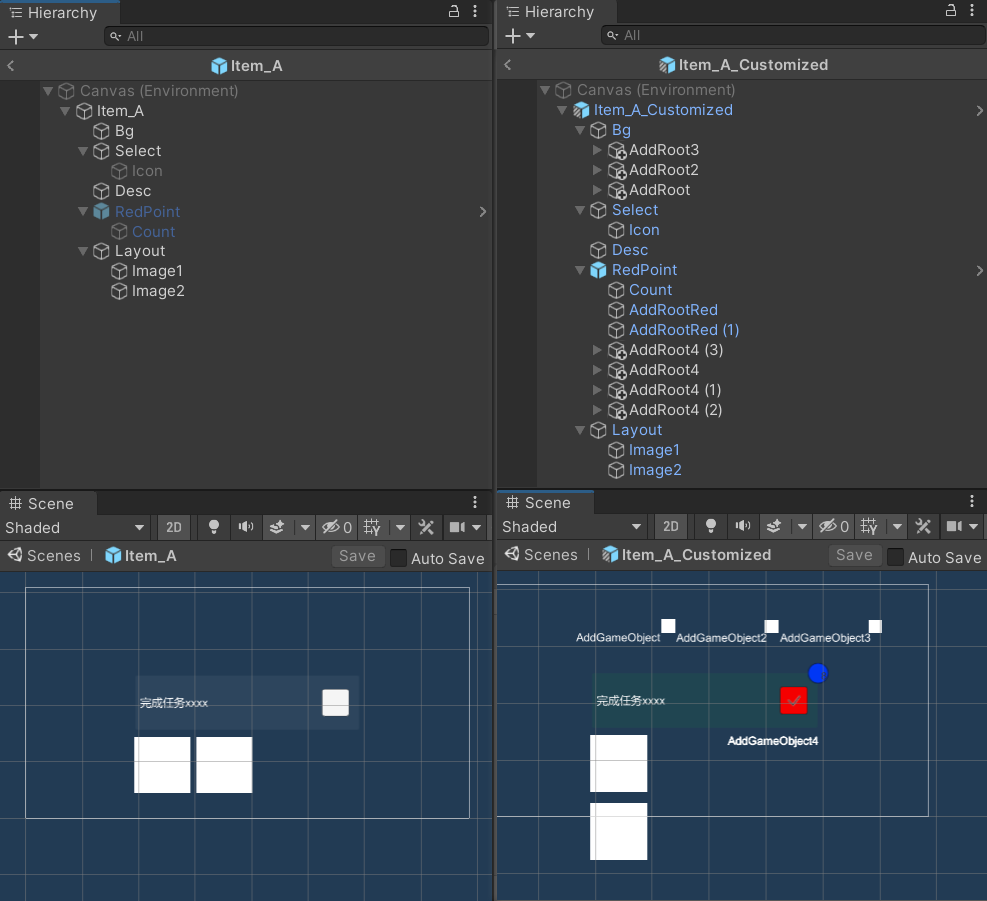 Hierarchy
All
Item_A
Canvas (Environment)
Item_A
Bg
Select
Icon
Desc
RedPoint
Count
Layout
Image1
Image2
Scene
Shaded
2D
0
Scenes
Item_A
Save
Auto Save
完成任务xxxx
Hierarchy
All
Item_A_Customized
Canvas (Environment)
Item_A_Customized
Bg
AddRoot3
AddRoot2
AddRoot
Select
Icon
Desc
RedPoint
Count
AddRootRed
AddRootRed (1)
AddRoot4 (3)
AddRoot4
AddRoot4 (1)
AddRoot4 (2)
Layout
Image1
Image2
Scene
Shaded
2D
0
Scenes
Item_A_Customized
Save
Auto Save
AddGameObject
AddGameObject2
AddGameObject3
完成任务xxxx
AddGameObject4